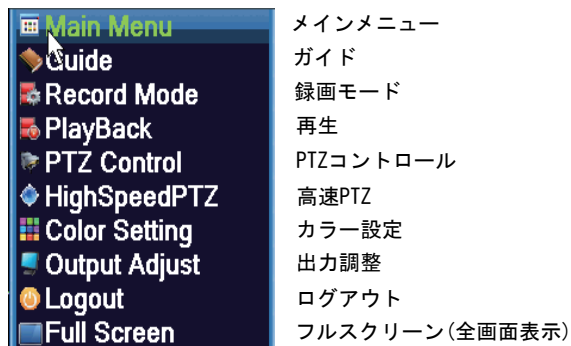 Main Menu メインメニュー
Guide ガイド
Record Mode 録画モード
PlayBack 再生
PTZ Control PTZコントロール
HighSpeedPTZ 高速PTZ
Color Setting カラー設定
Output Adjust 出力調整
Logout ログアウト
Full Screen フルスクリーン(全画面表示)